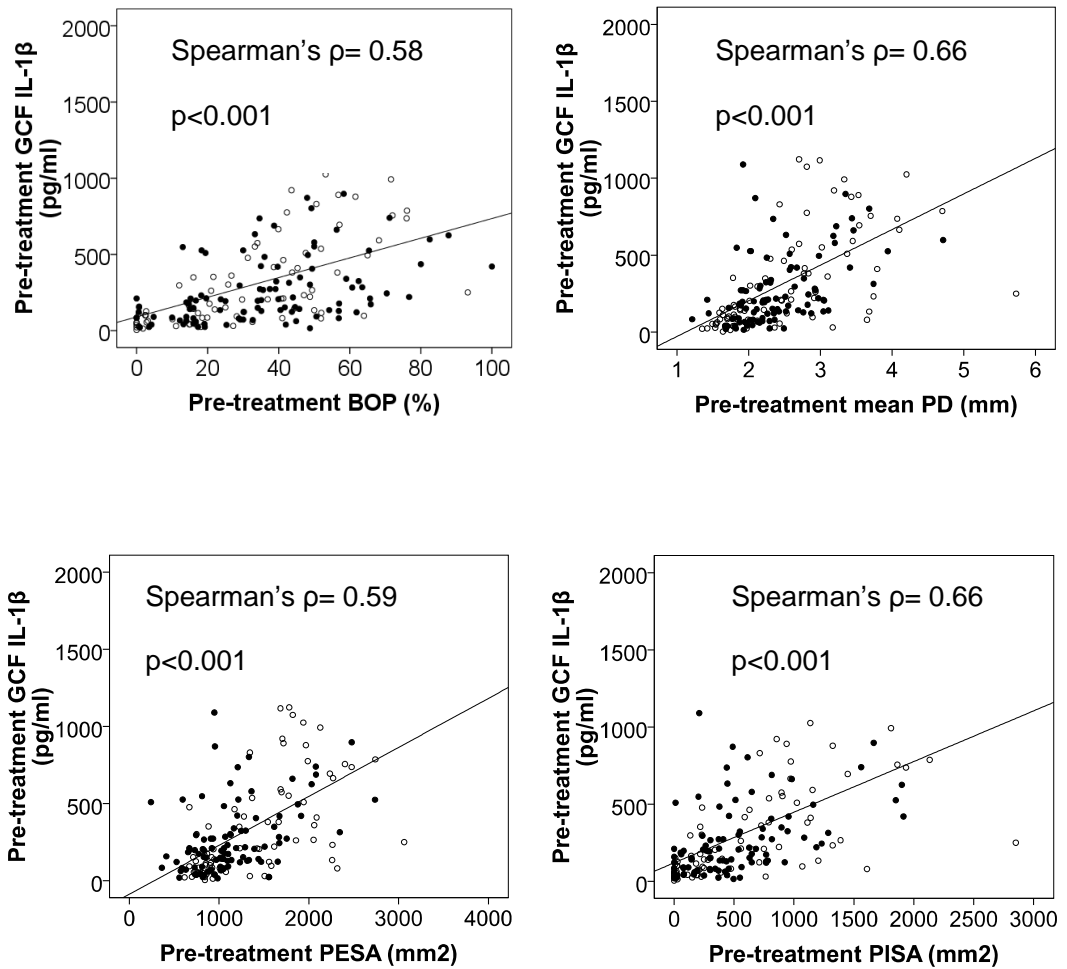 Spearman’s ρ= 0.58
p<0.001
Pre-treatment GCF IL-1β
(pg/ml)
2000
1500
1000
500
0
0 20 40 60 80 100
Pre-treatment BOP (%)
Spearman’s ρ= 0.66
p<0.001
Pre-treatment GCF IL-1β
(pg/ml)
2000
1500
1000
500
0
1 2 3 4 5 6
Pre-treatment mean PD (mm)
Spearman’s ρ= 0.59
p<0.001
Pre-treatment GCF IL-1β
(pg/ml)
2000
1500
1000
500
0
0 1000 2000 3000 4000
Pre-treatment PESA (mm2)
Spearman’s ρ= 0.66
p<0.001
Pre-treatment GCF IL-1β
(pg/ml)
2000
1500
1000
500
0
0 500 1000 1500 2000 2500 3000
Pre-treatment PISA (mm2)